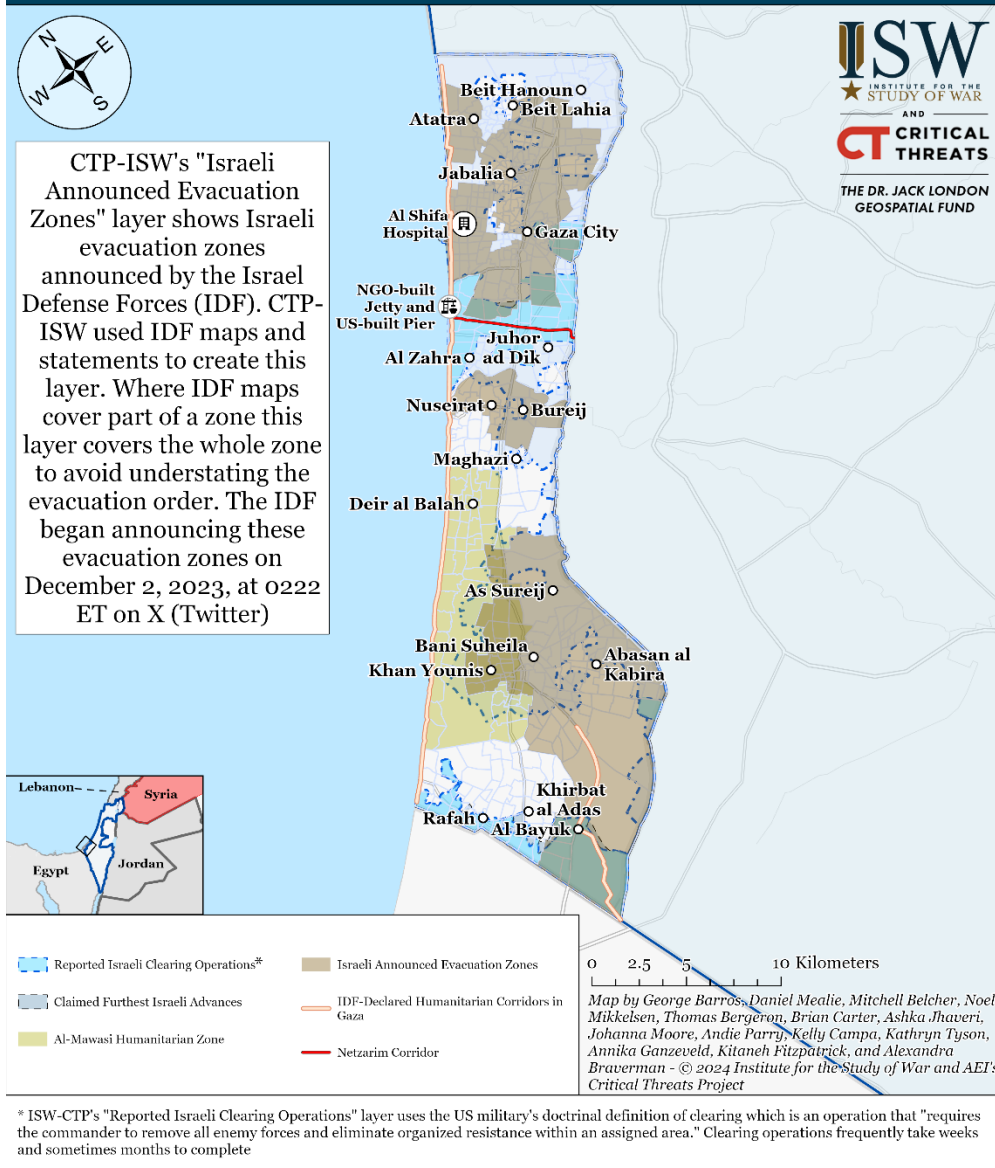 N
E
W
S
ISW
INSTITUTE FOR THE
STUDY OF WAR
AND
CT CRITICAL
THREATS
THE DR. JACK LONDON
GEOSPATIAL FUND
CTP-ISW's "Israeli
Announced Evacuation
Zones" layer shows Israeli
evacuation zones
announced by the Israel
Defense Forces (IDF). CTP-
ISW used IDF maps and
statements to create this
layer. Where IDF maps
cover part of a zone this
layer covers the whole zone
to avoid understating the
evacuation order. The IDF
began announcing these
evacuation zones on
December 2, 2023, at 0222
ET on X (Twitter)
Beit Hanoun
Beit Lahia
Atatra
Jabalia
Al Shifa
Hospital
Gaza City
NGO-built
Jetty and
US-built Pier
Juhor
ad Dik
Al Zahra
Nuseirat
Bureij
Maghazi
Deir al Balah
As Sureij
Bani Suheila
Abasan al
Kabira
Khan Younis
Khirbat
al Adas
Rafah
Al Bayuk
Lebanon
Syria
Jordan
Egypt
Reported Israeli Clearing Operations*
Claimed Furthest Israeli Advances
Al-Mawasi Humanitarian Zone
Israeli Announced Evacuation Zones
IDF-Declared Humanitarian Corridors in
Gaza
Netzarim Corridor
0 2.5 5 10 Kilometers
Map by George Barros, Daniel Mealie, Mitchell Belcher, Noel
Mikkelsen, Thomas Bergeron, Brian Carter, Ashka Jhaveri,
Johanna Moore, Andie Parry, Kelly Campa, Kathryn Tyson,
Annika Ganzeveld, Kitaneh Fitzpatrick, and Alexandra
Braverman - © 2024 Institute for the Study of War and AEI's
Critical Threats Project
* ISW-CTP's "Reported Israeli Clearing Operations" layer uses the US military's doctrinal definition of clearing which is an operation that "requires
the commander to remove all enemy forces and eliminate organized resistance within an assigned area." Clearing operations frequently take weeks
and sometimes months to complete